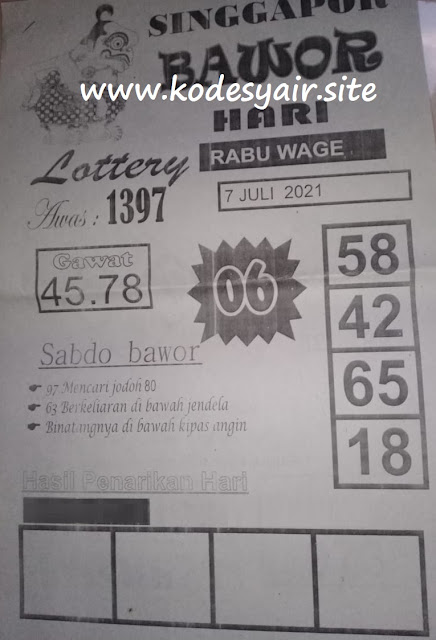 SINGGAPUR
BAWOR
www.kodesyair.site
HARI
Lottery
RABU WAGE
Awas : 1397
7 JULI 2021
Gawat
45.78
06
58
42
65
18
Sabdo bawor
☛ 97 Mencari jodoh 80
☛ 63 Berkeliaran di bawah jendela
☛ Binatangnya di bawah kipas angin
Hasil Penarikan Hari